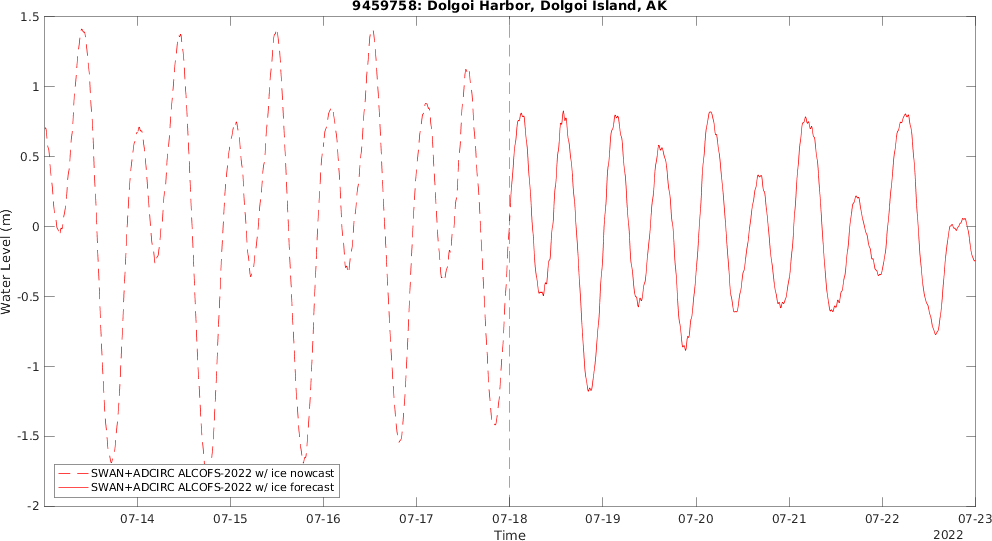 9459758: Dolgoi Harbor, Dolgoi Island, AK
1.5
1
0.5
0
-0.5
-1
-1.5
-2
Water Level (m)
SWAN+ADCIRC ALCOFS-2022 w/ ice nowcast
SWAN+ADCIRC ALCOFS-2022 w/ ice forecast
07-14 07-15 07-16 07-17 07-18 07-19 07-20 07-21 07-22 07-23
Time
2022